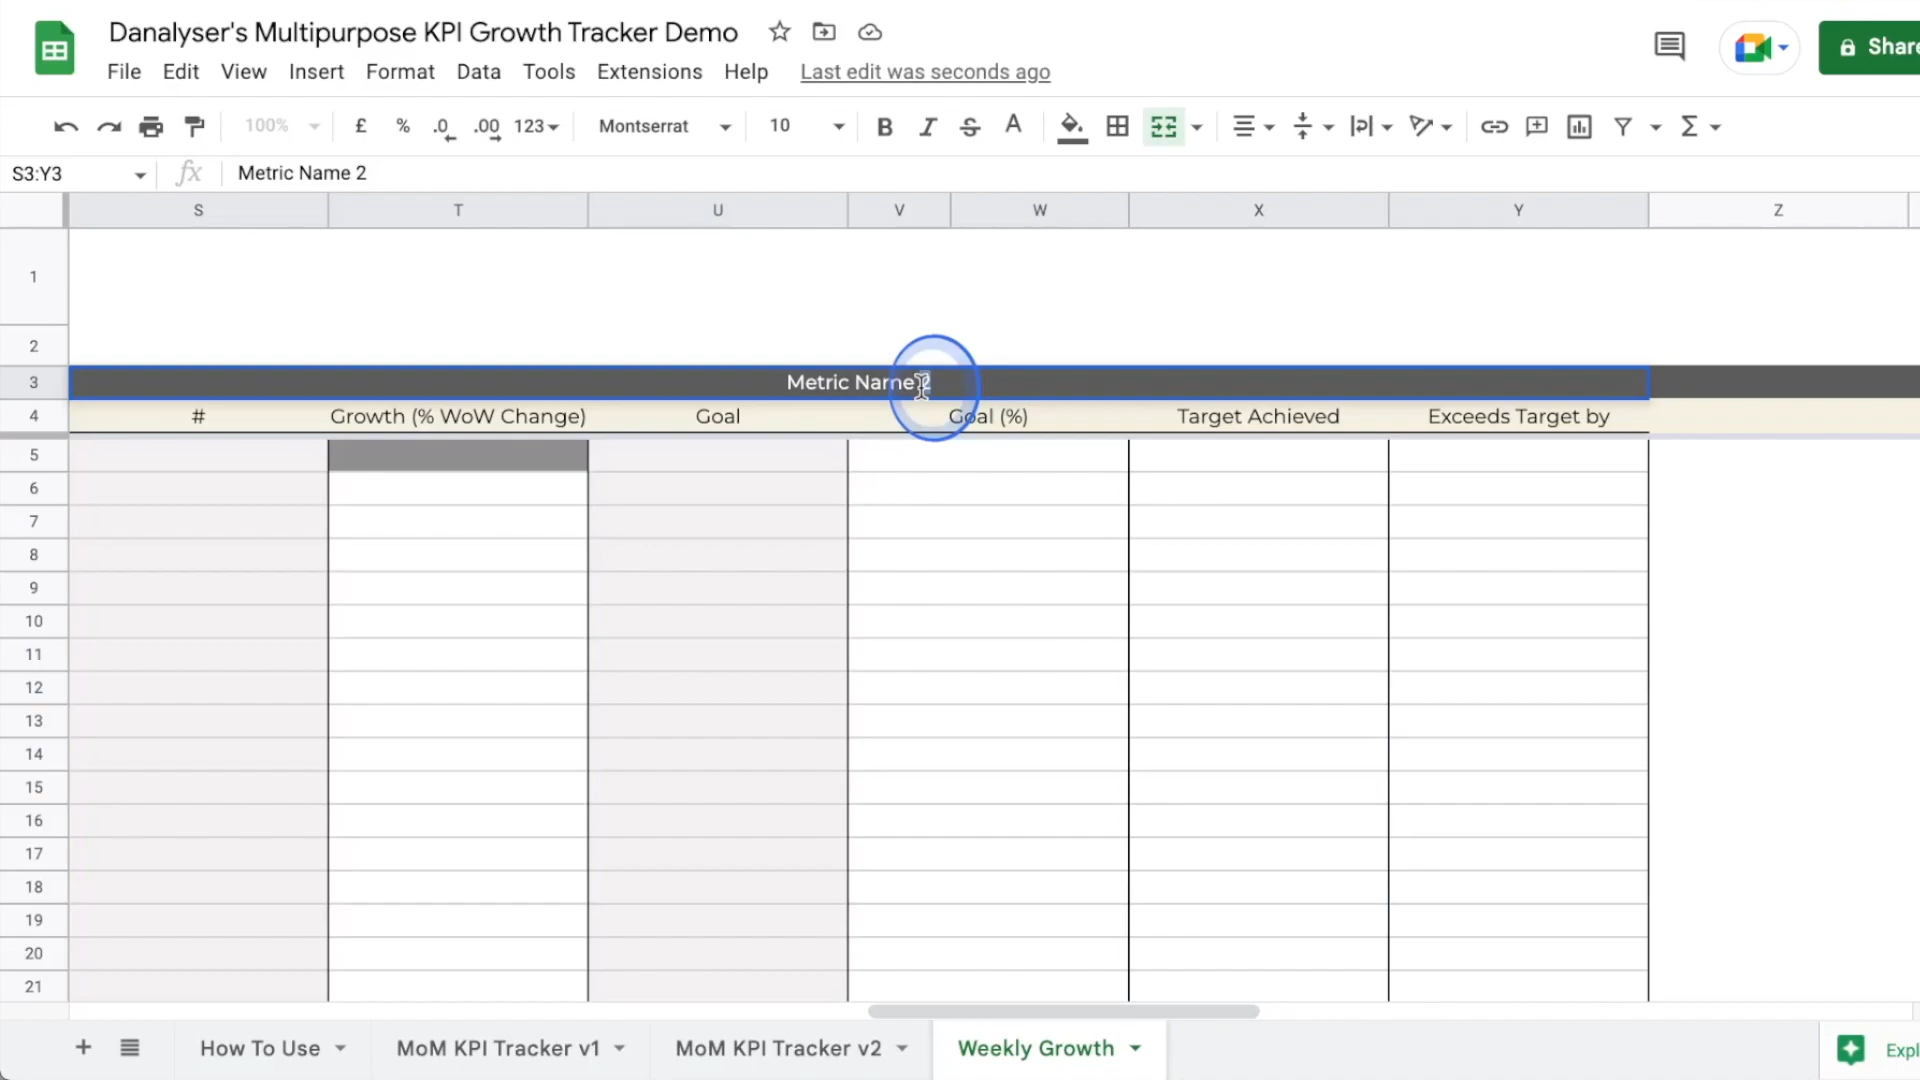 Danalyser's Multipurpose KPI Growth Tracker Demo
File Edit View Insert Format Data Tools Extensions Help Last edit was seconds ago
Share
100% £ % .0 .00 123 Montserrat 10 B I S A
S3:Y3 fx Metric Name 2
S T U V W X Y Z
1
2
3 Metric Name 2
4 # Growth (% WoW Change) Goal Goal (%) Target Achieved Exceeds Target by
5
6
7
8
9
10
11
12
13
14
15
16
17
18
19
20
21
+ How To Use MoM KPI Tracker v1 MoM KPI Tracker v2 Weekly Growth Expl